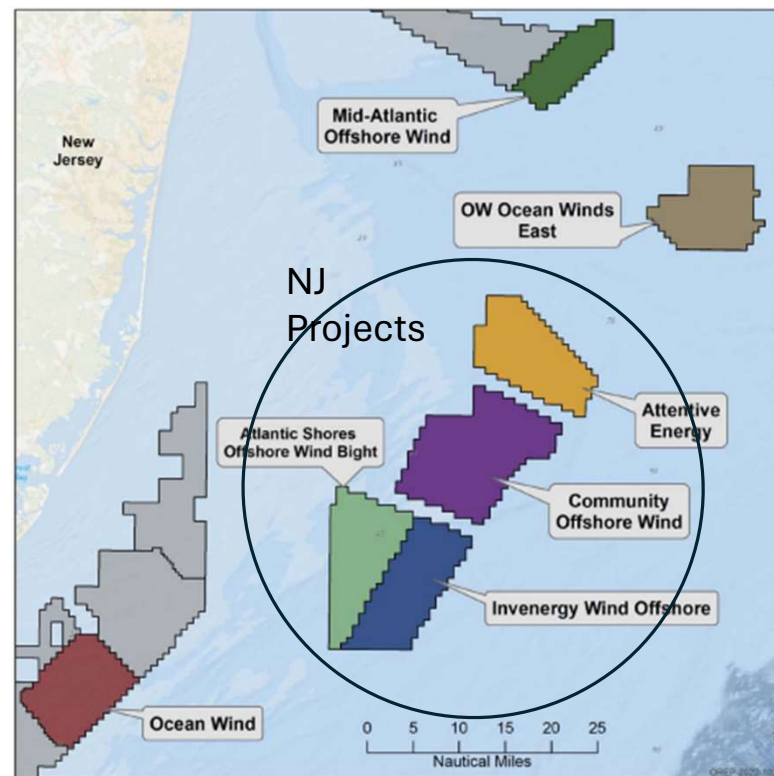 New
Jersey
Mid-Atlantic
Offshore Wind
OW Ocean Winds
East
NJ
Projects
Attentive
Energy
Atlantic Shores
Offshore Wind Bight
Community
Offshore Wind
Invenergy Wind Offshore
Ocean Wind
0 5 10 15 20 25
Nautical Miles